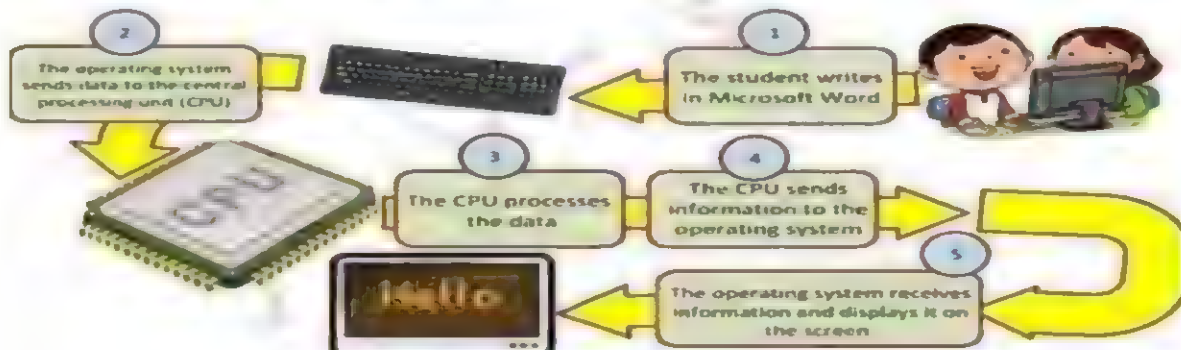 1
The student writes
in Microsoft Word
2
The operating system
sends data to the central
processing unit (CPU)
CPU
3
The CPU processes
the data
4
The CPU sends
information to the
operating system
5
The operating system receives
information and displays it on
the screen
Hello